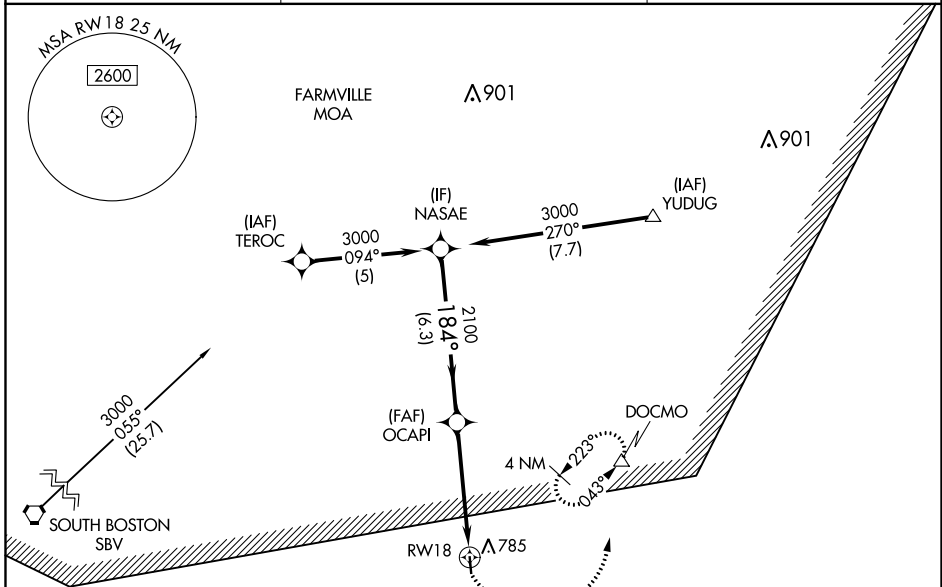 MSA RW18 25 NM
2600
FARMVILLE
MOA
901
901
(IAF)
TEROC
3000
094°
(5)
(IF)
NASAE
3000
270°
(7.7)
(IAF)
YUDUG
2100
184°
(6.3)
(FAF)
OCAPI
3000
055°
(25.7)
SOUTH BOSTON
SBV
DOCMO
4 NM
223°
043°
RW18
785